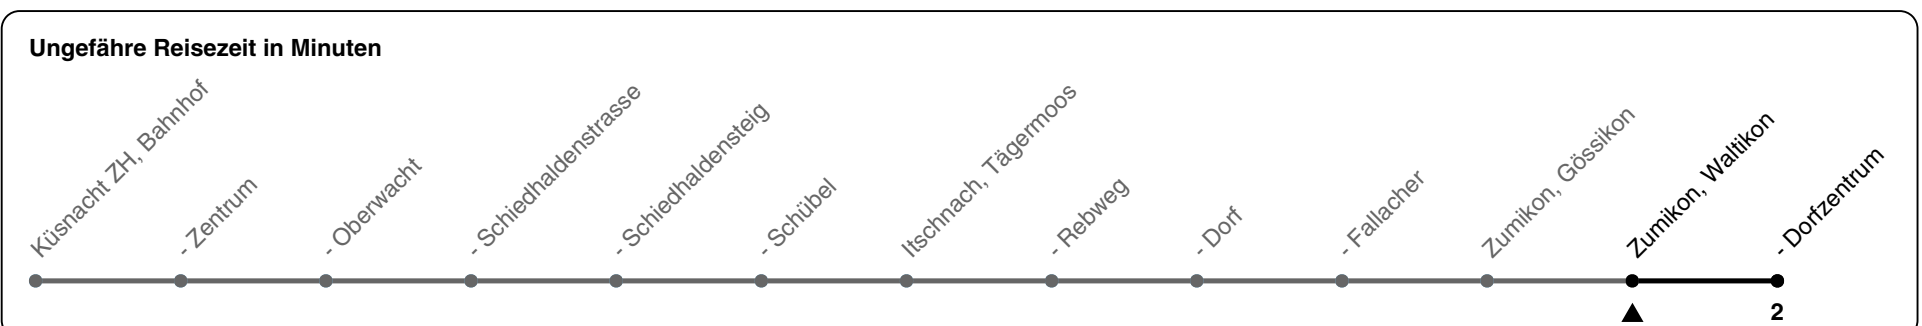 Ungefähre Reisezeit in Minuten
Küsnacht ZH, Bahnhof
- Zentrum
- Oberwacht
- Schiedhaldenstrasse
- Schiedhaldensteig
- Schübel
Itschnach, Tägermoos
- Rebweg
- Dorf
- Fallacher
Zumikon, Gössikon
Zumikon, Waltikon
- Dorfzentrum
2